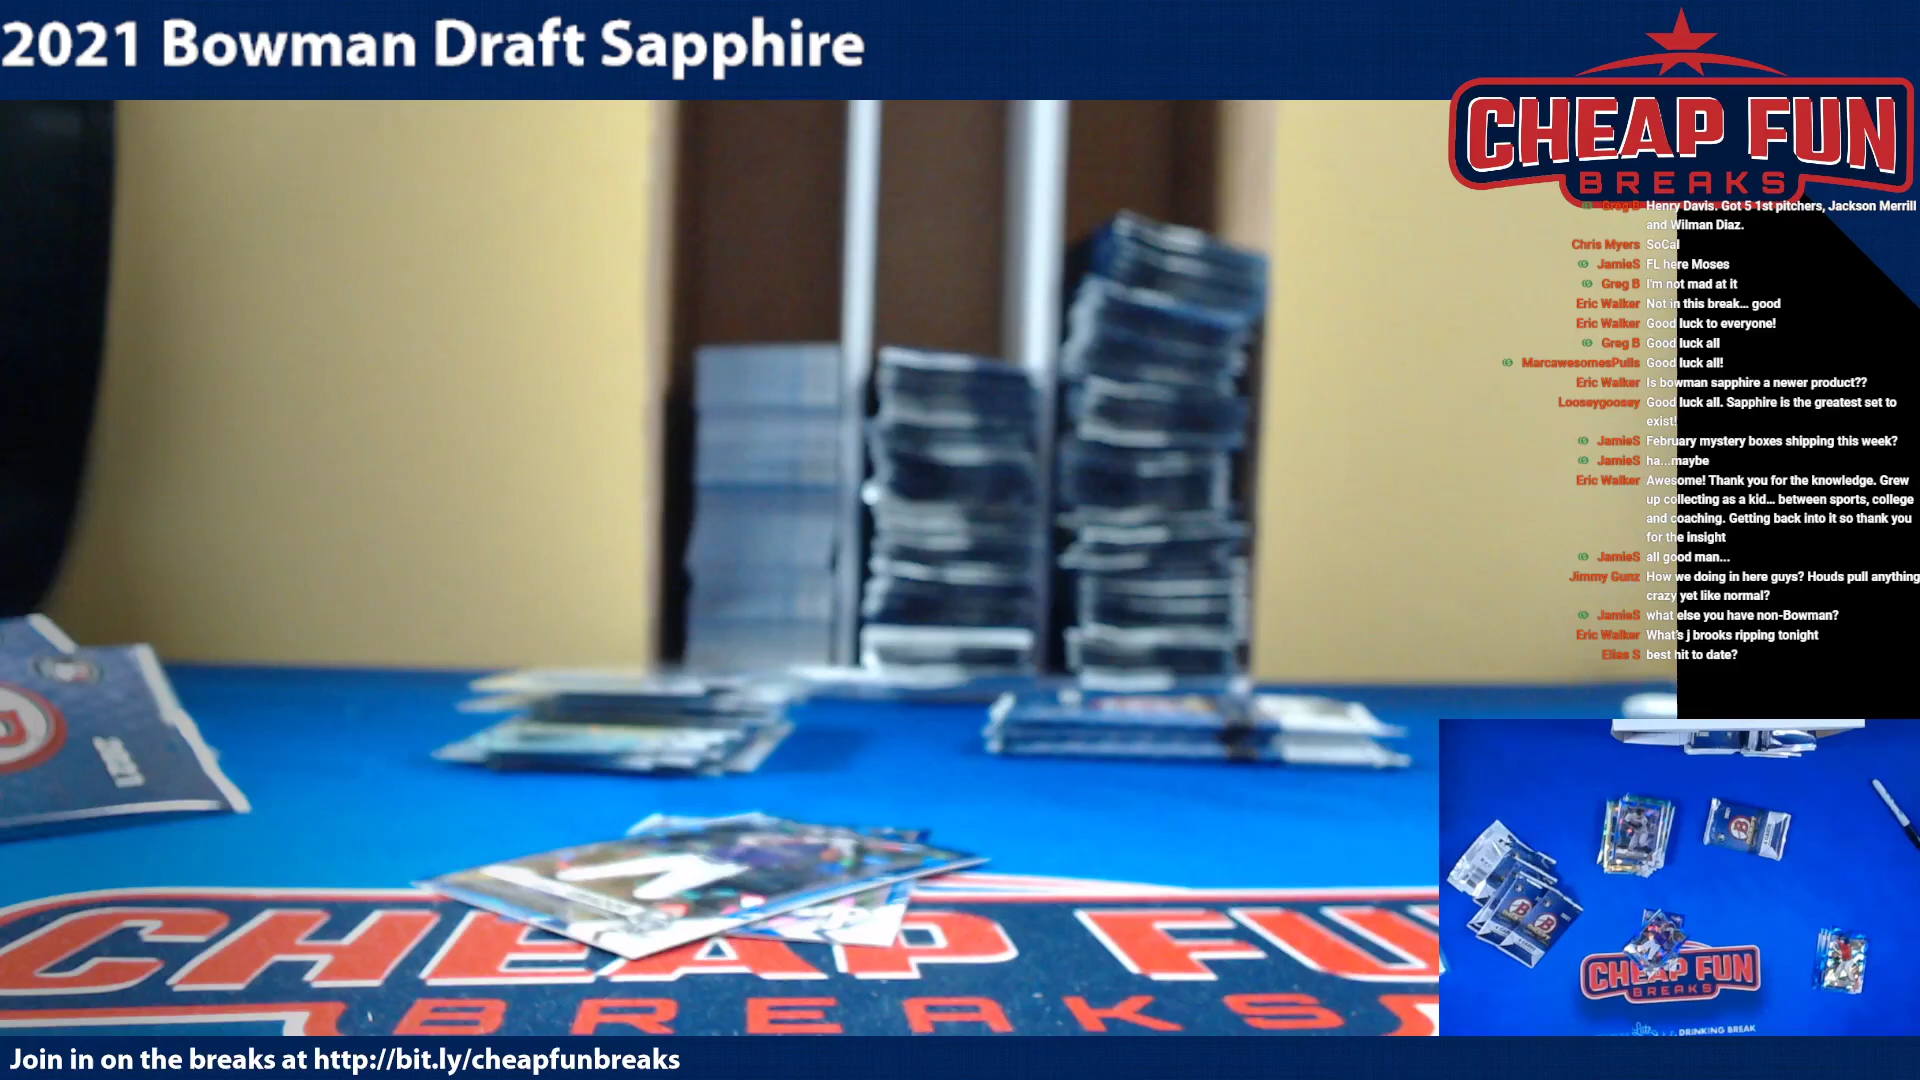 2021 Bowman Draft Sapphire
CHEAP FUN
BREAKS
Greg B Henry Davis. Got 5 1st pitchers, Jackson Merrill
and Wilman Diaz.
Chris Myers SoCal
JamieS FL here Moses
Greg B I'm not mad at it
Eric Walker Not in this break... good
Eric Walker Good luck to everyone!
Greg B Good luck all
MarcawesomesPulls Good luck all!
Eric Walker Is bowman sapphire a newer product??
Looseygoosey Good luck all. Sapphire is the greatest set to
exist!
JamieS February mystery boxes shipping this week?
JamieS ha...maybe
Eric Walker Awesome! Thank you for the knowledge. Grew
up collecting as a kid... between sports, college
and coaching. Getting back into it so thank you
for the insight
JamieS all good man...
Jimmy Gunz How we doing in here guys? Houds pull anything
crazy yet like normal?
JamieS what else you have non-Bowman?
Eric Walker What's j brooks ripping tonight
Elias S best hit to date?
CHEAP FU
BREAKS
CHEAP FUN
BREAKS
DRINKING BREAK
Join in on the breaks at http://bit.ly/cheapfunbreaks